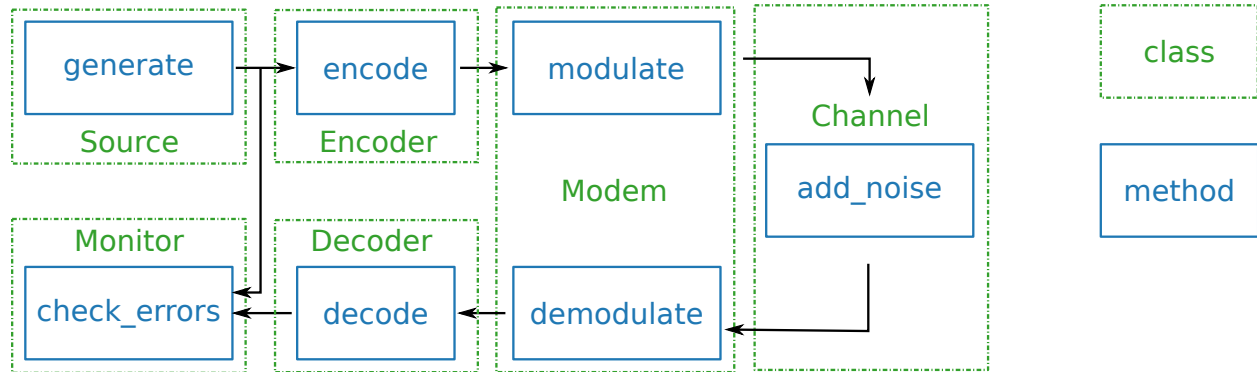 generate
Source
encode
Encoder
modulate
Modem
demodulate
Channel
add_noise
Monitor
check_errors
Decoder
decode
class
method